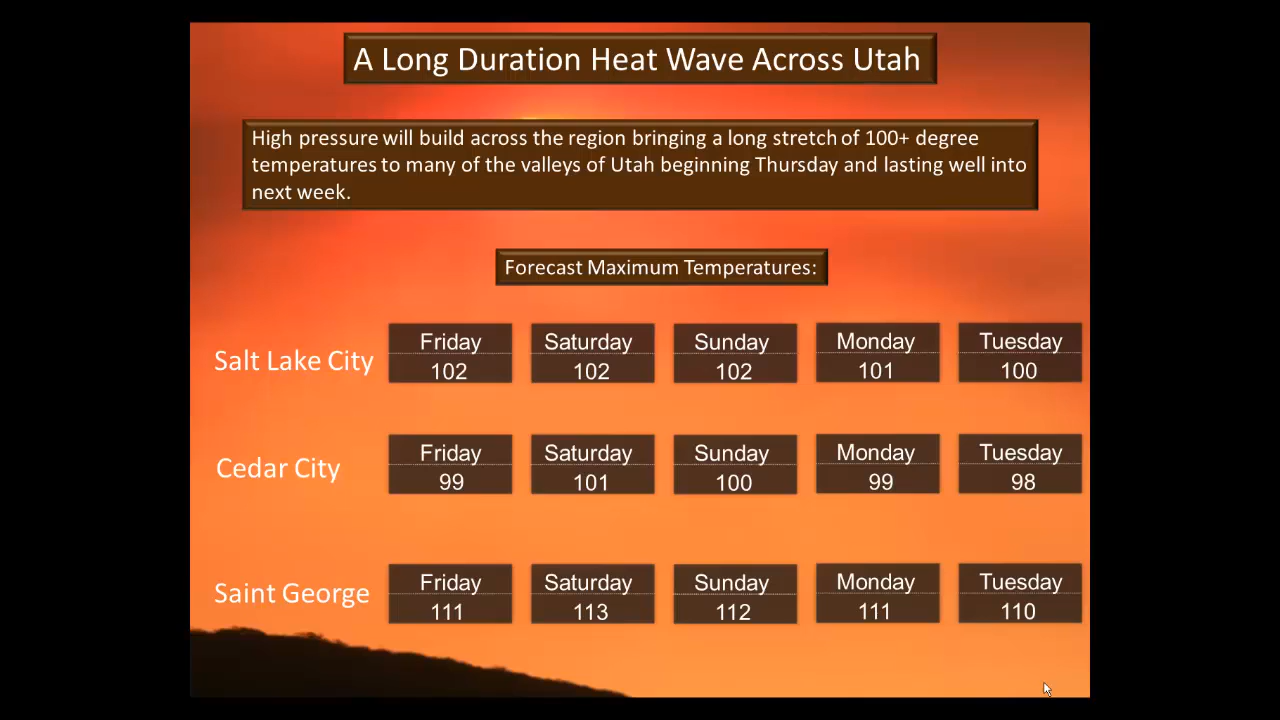 A Long Duration Heat Wave Across Utah
High pressure will build across the region bringing a long stretch of 100+ degree
temperatures to many of the valleys of Utah beginning Thursday and lasting well into
next week.
Forecast Maximum Temperatures:
Salt Lake City
Friday Saturday Sunday Monday Tuesday
102 102 102 101 100
Cedar City
Friday Saturday Sunday Monday Tuesday
99 101 100 99 98
Saint George
Friday Saturday Sunday Monday Tuesday
111 113 112 111 110